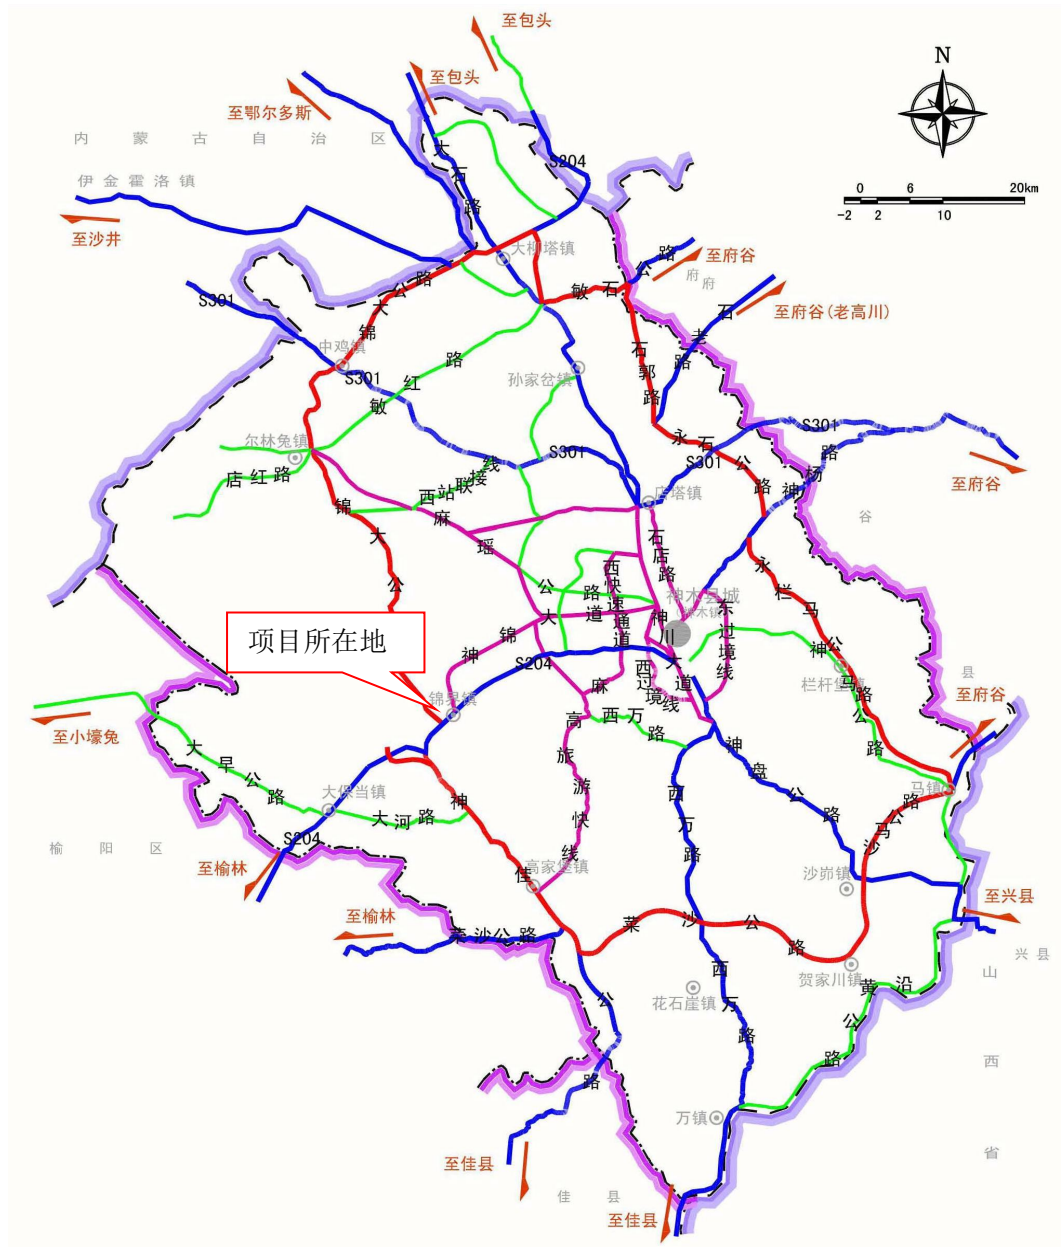 至包头
至包头
N
至鄂尔多斯
内蒙古自治区
S204
大石路
伊金霍洛镇
0 6 20km
-2 2 10
至沙井
大柳塔镇
公路
至府谷
府
府
S301
锦大公路
敏石
石
至府谷(老高川)
老
路
中鸡镇
石郭路
S301
敏红路
孙家岔镇
尔林兔镇
永石公路
S301
S301
S301
店红路
西站联接线
神杨路
至府谷
店塔镇
锦大公
麻瑶公路
石店路
谷
西快速通道
永栏马公路
神木县城
东过境线
项目所在地
神锦大道
神川大道
S204
西过境线
神马公路
栏杆堡镇
县
锦界镇
麻
至府谷
至小壕兔
高旅游快线
西万路
大早公路
神盘公路
大保当镇
大河路
神
西万路
沙马公路
马镇
榆阳区
S204
至榆林
高家堡镇
佳
沙峁镇
至榆林
至兴县
菜沙公路
菜沙公路
兴县
山
西
省
贺家川镇
西万路
花石崖镇
沿黄公路
公
路
万镇
至佳县
佳县
至佳县